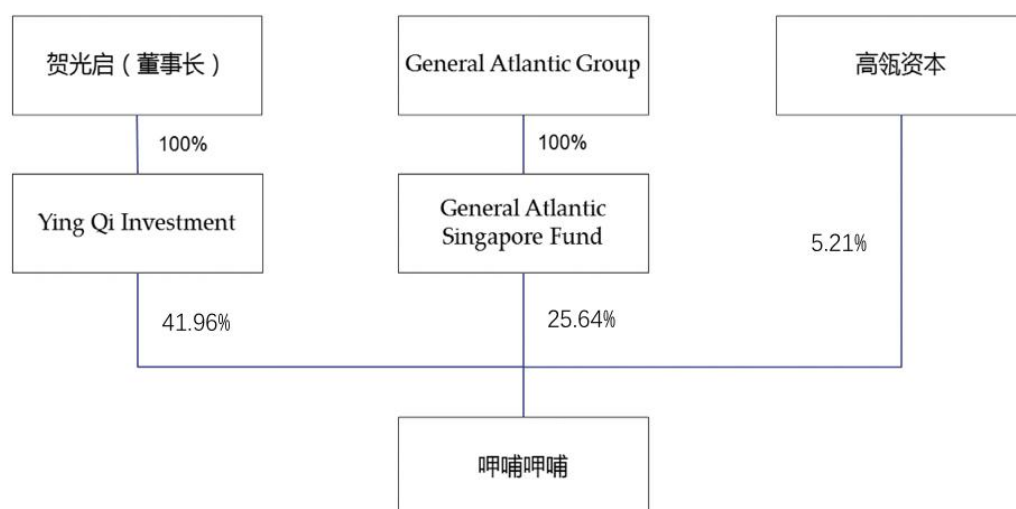 贺光启（董事长）
General Atlantic Group
高瓴资本
100%
100%
Ying Qi Investment
General Atlantic
Singapore Fund
5.21%
41.96%
25.64%
呷哺呷哺